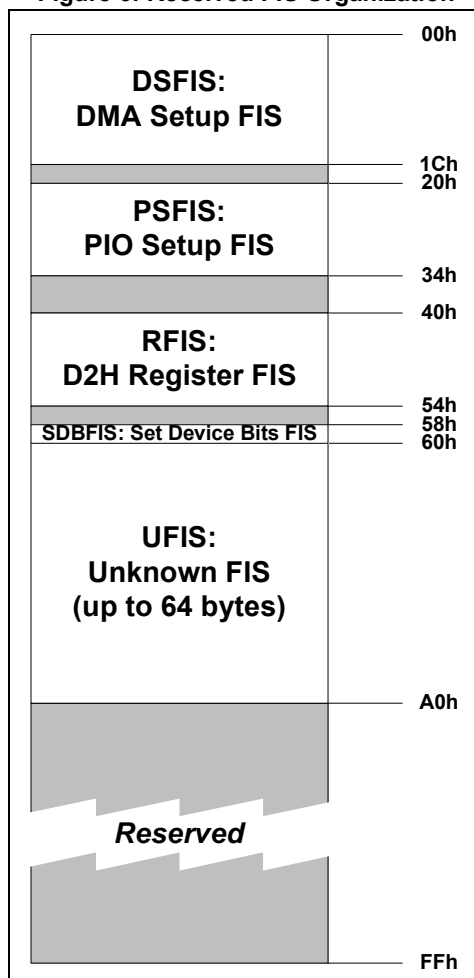 Figure Received FIS Organization
00h
DSFIS:
DMA Setup FIS
1Ch
20h
PSFIS:
PIO Setup FIS
34h
40h
RFIS:
D2H Register FIS
54h
58h
SDBFIS: Set Device Bits FIS
60h
UFIS:
Unknown FIS
(up to 64 bytes)
A0h
Reserved
FFh